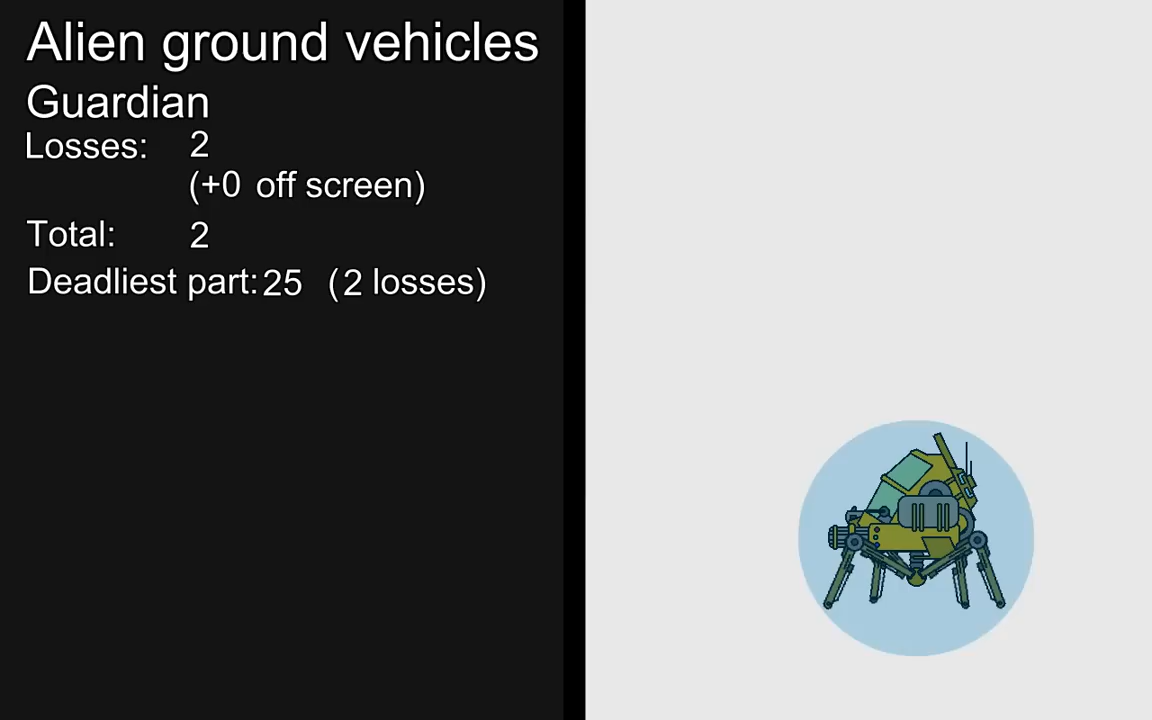 Alien ground vehicles
Guardian
Losses: 2
(+0 off screen)
Total: 2
Deadliest part: 25 (2 losses)